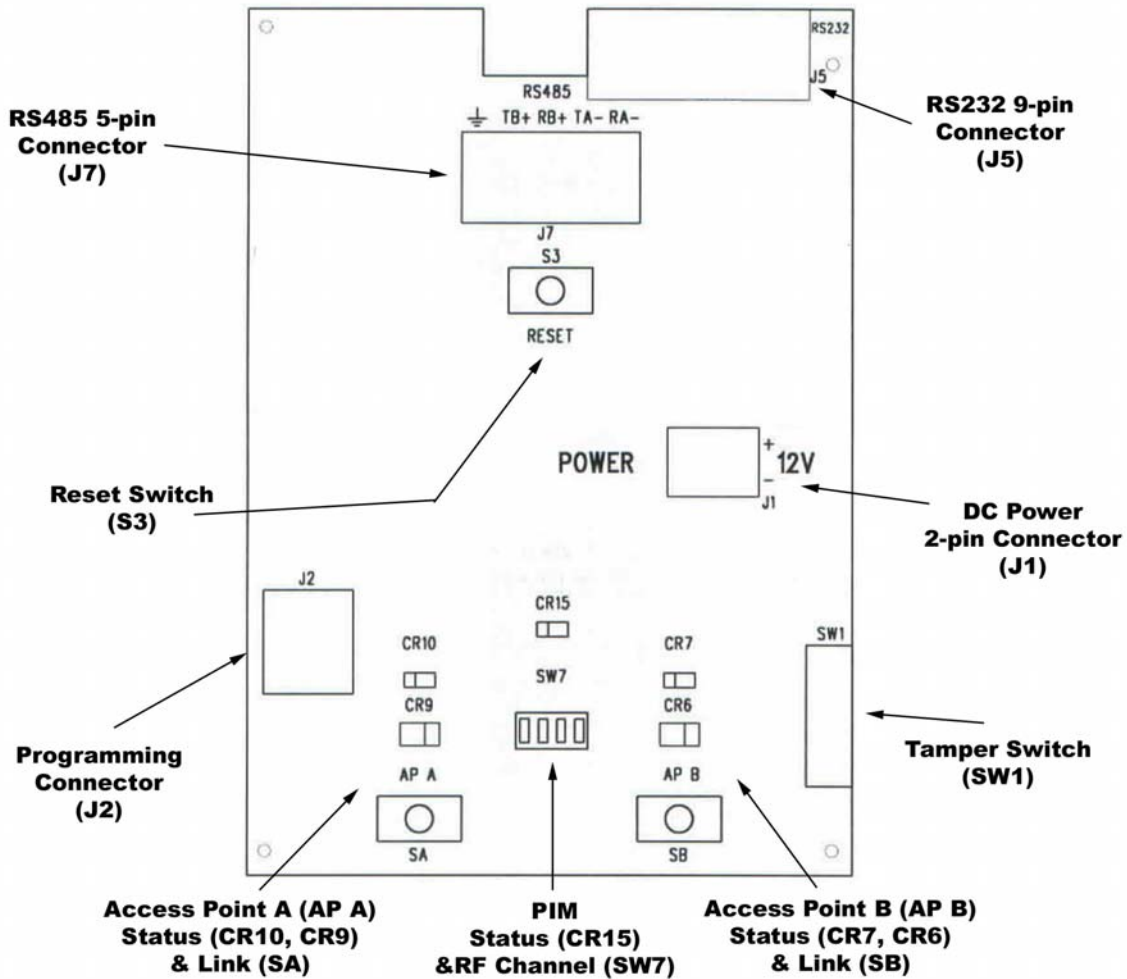 RS232
J5
RS485
TB+ RB+ TA- RA-
RS485 5-pin
Connector
(J7)
RS232 9-pin
Connector
(J5)
J7
S3
RESET
POWER
+
12V
-
J1
Reset Switch
(S3)
DC Power
2-pin Connector
(J1)
J2
CR15
SW1
CR10
CR7
SW7
CR9
CR6
Programming
Connector
(J2)
Tamper Switch
(SW1)
AP A
AP B
SA
SB
Access Point A (AP A)
Status (CR10, CR9)
& Link (SA)
PIM
Status (CR15)
&RF Channel (SW7)
Access Point B (AP B)
Status (CR7, CR6)
& Link (SB)